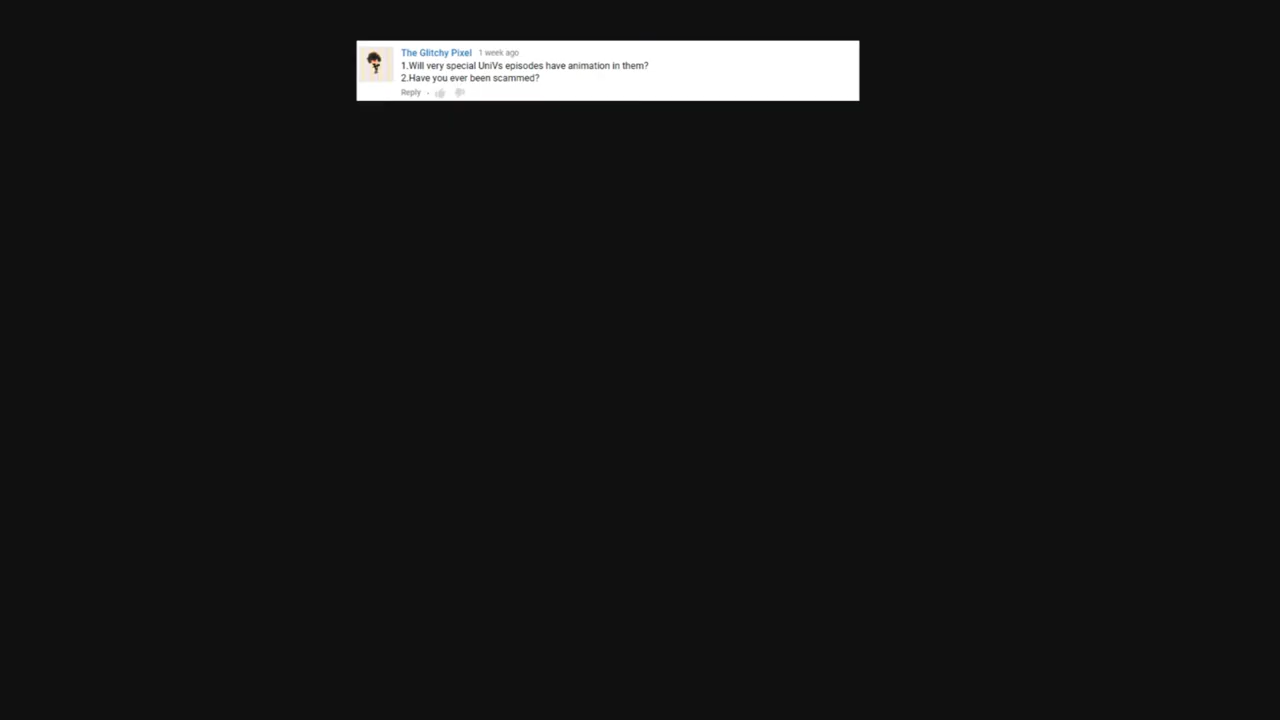 The Glitchy Pixel 1 week ago
1.Will very special UniVs episodes have animation in them?
2.Have you ever been scammed?
Reply